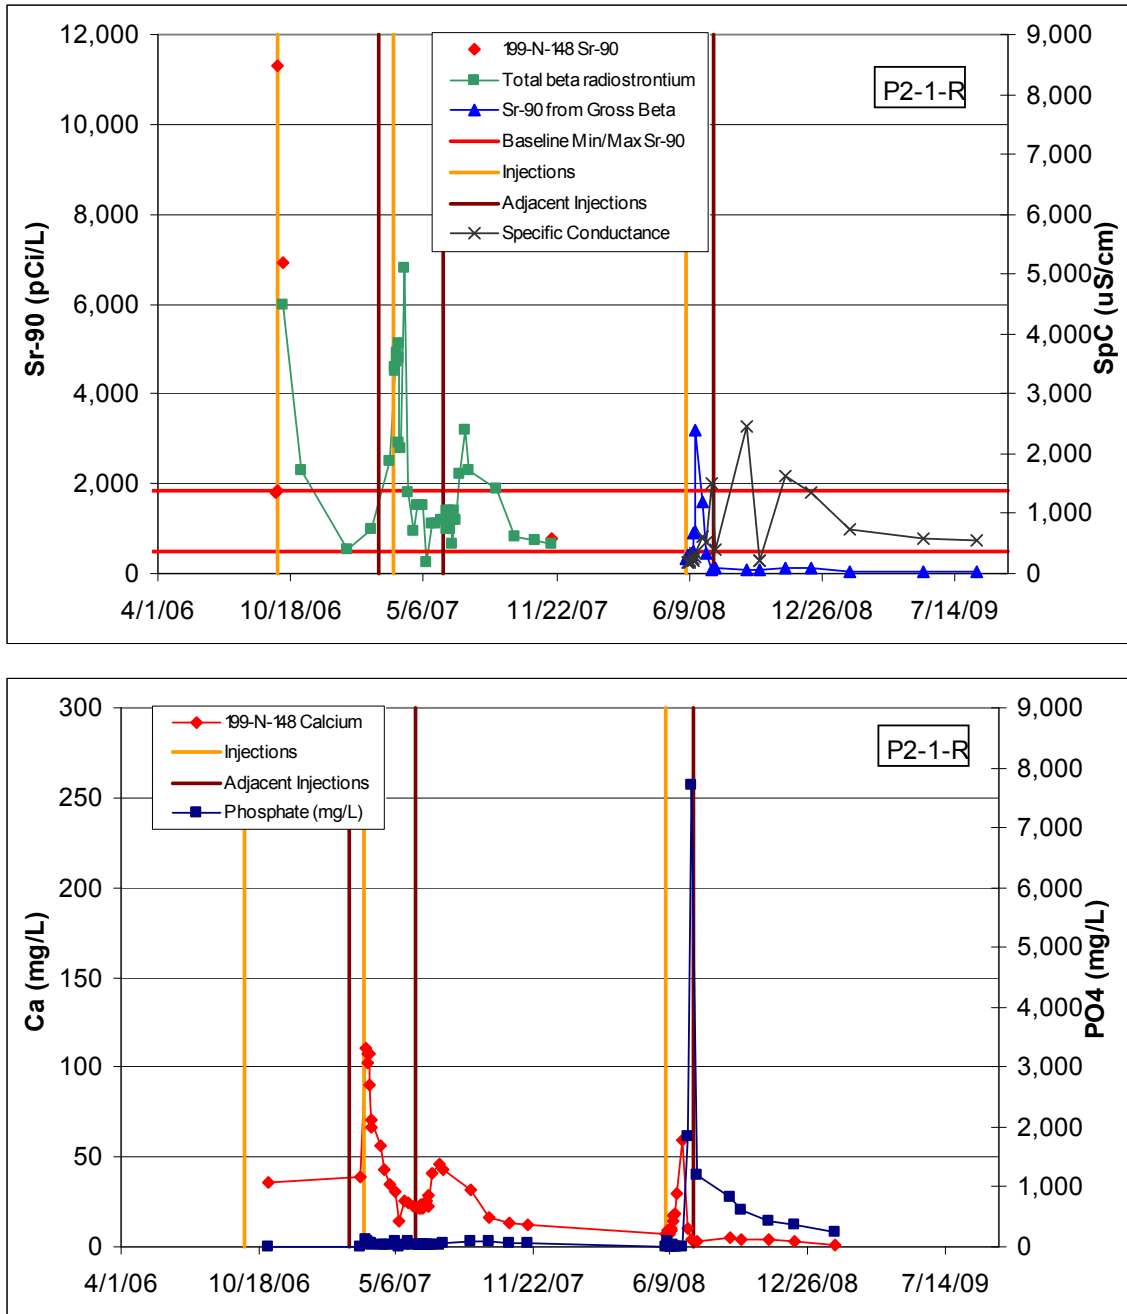 12,000
10,000
8,000
6,000
4,000
2,000
0
Sr-90 (pCi/L)
199-N-148 Sr-90
Total beta radiostrontium
Sr-90 from Gross Beta
Baseline Min/Max Sr-90
Injections
Adjacent Injections
Specific Conductance
P2-1-R
9,000
8,000
7,000
6,000
5,000
4,000
3,000
2,000
1,000
0
SpC (uS/cm)
4/1/06 10/18/06 5/6/07 11/22/07 6/9/08 12/26/08 7/14/09
300
250
200
150
100
50
0
Ca (mg/L)
199-N-148 Calcium
Injections
Adjacent Injections
Phosphate (mg/L)
P2-1-R
9,000
8,000
7,000
6,000
5,000
4,000
3,000
2,000
1,000
0
PO4 (mg/L)
4/1/06 10/18/06 5/6/07 11/22/07 6/9/08 12/26/08 7/14/09